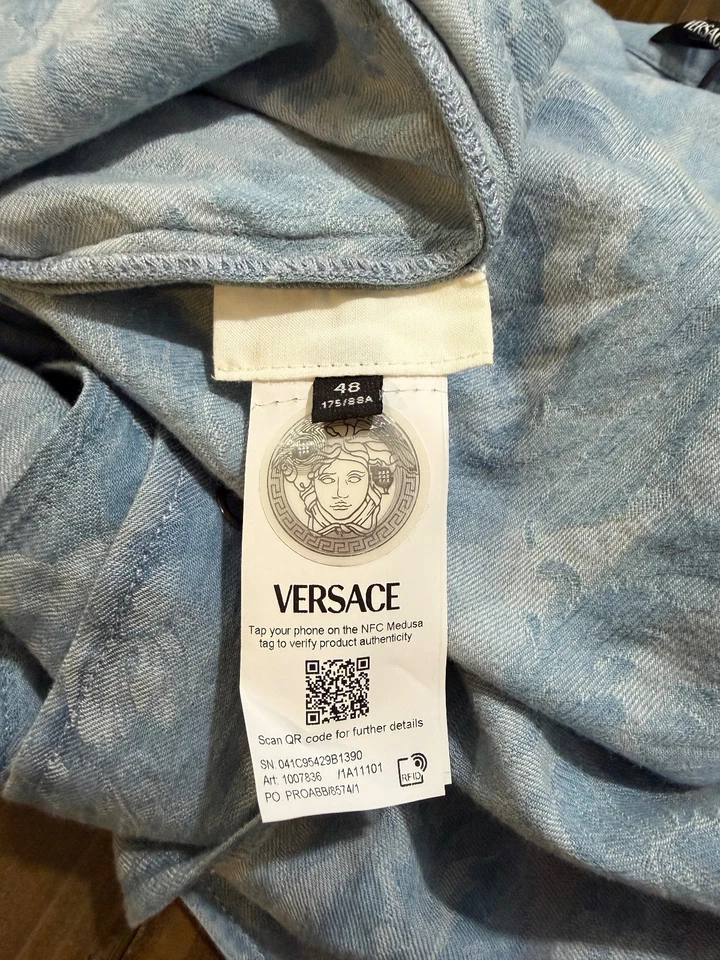 48
175/88A
VERSACE
Tap your phone on the NFC Medusa
tag to verify product authenticity
Scan QR code for further details
SN. 041C95429B1390
Art: 1007836 /1A11101
PO PROABB/8574/1
RFID